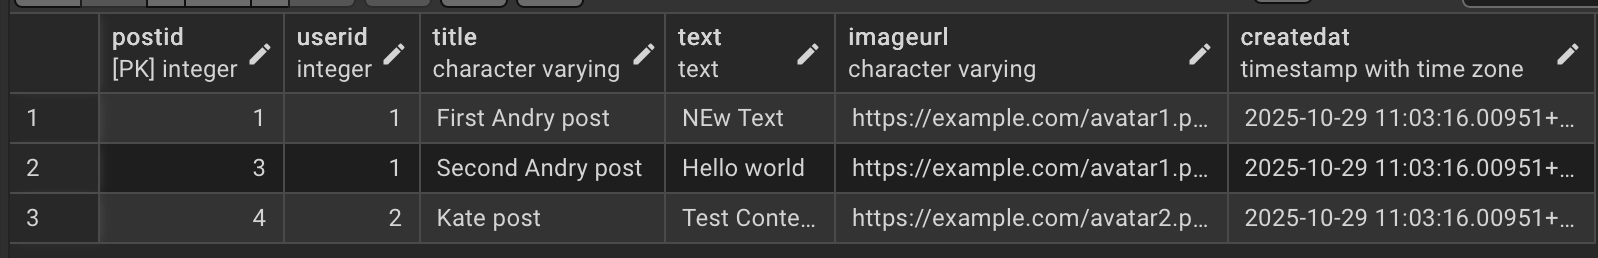 postid userid title text imageurl createdat
[PK] integer integer character varying text character varying timestamp with time zone
1 1 1 First Andry post NEw Text https://example.com/avatar1.p... 2025-10-29 11:03:16.00951+...
2 3 1 Second Andry post Hello world https://example.com/avatar1.p... 2025-10-29 11:03:16.00951+...
3 4 2 Kate post Test Conte... https://example.com/avatar2.p... 2025-10-29 11:03:16.00951+...